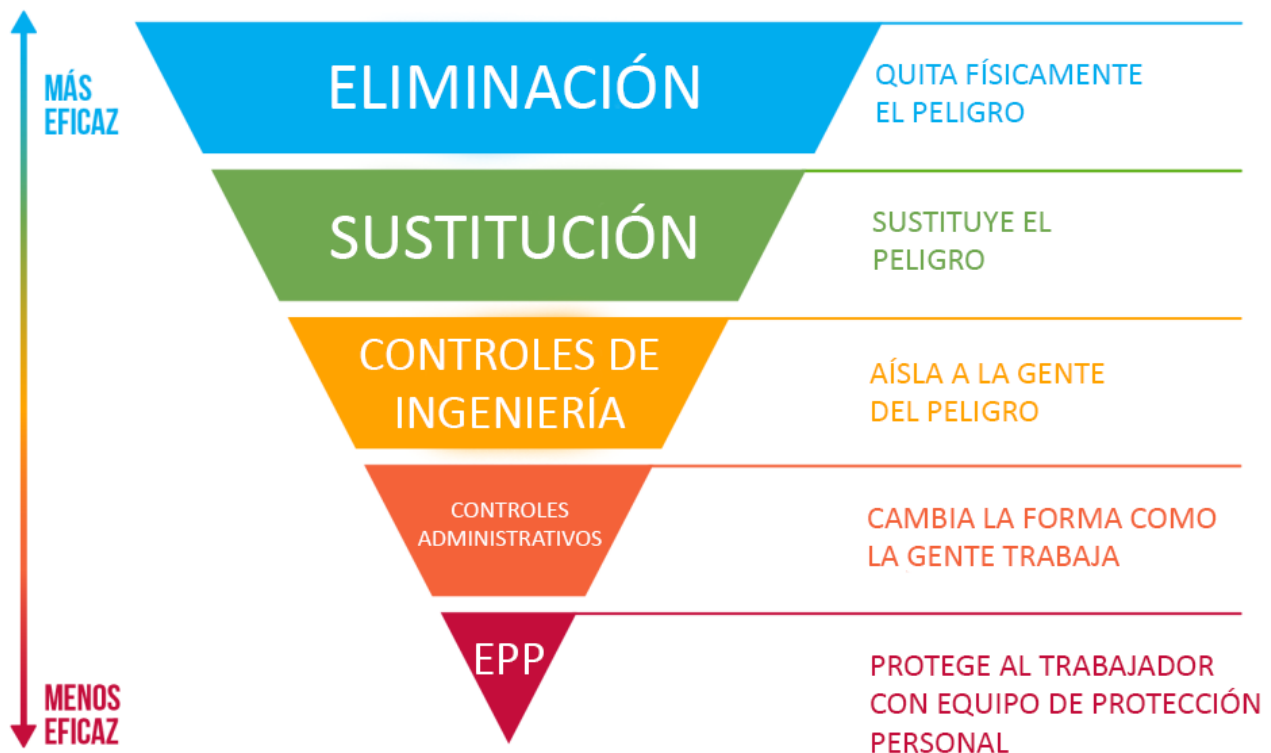 MÁS
EFICAZ
ELIMINACIÓN
QUITA FÍSICAMENTE
EL PELIGRO
SUSTITUCIÓN
SUSTITUYE EL
PELIGRO
CONTROLES DE
INGENIERÍA
AÍSLA A LA GENTE
DEL PELIGRO
CONTROLES
ADMINISTRATIVOS
CAMBIA LA FORMA COMO
LA GENTE TRABAJA
EPP
PROTEGE AL TRABAJADOR
CON EQUIPO DE PROTECCIÓN
PERSONAL
MENOS
EFICAZ